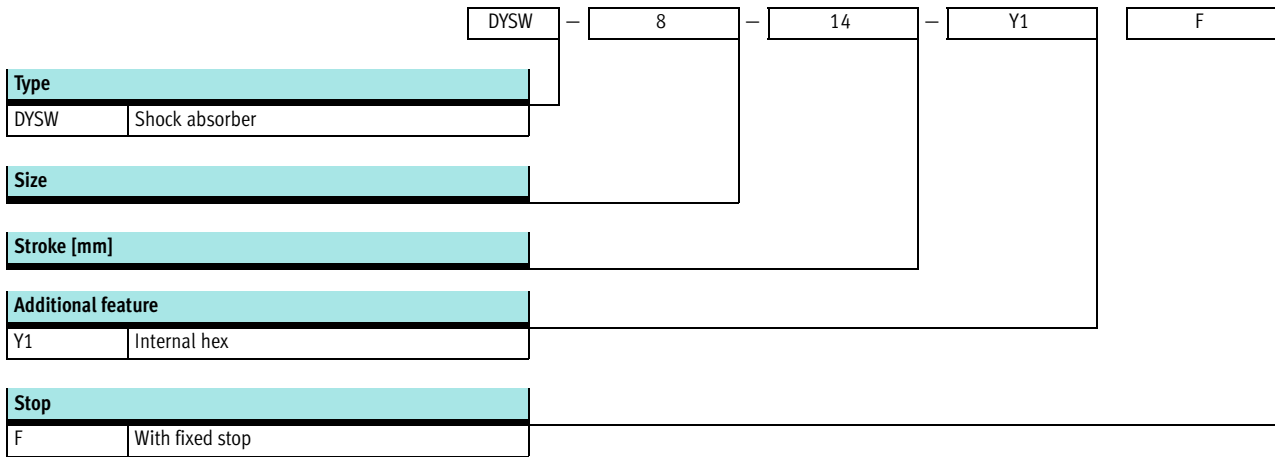 DYSW – 8 – 14 – Y1 F
Type
DYSW Shock absorber
Size
Stroke [mm]
Additional feature
Y1 Internal hex
Stop
F With fixed stop